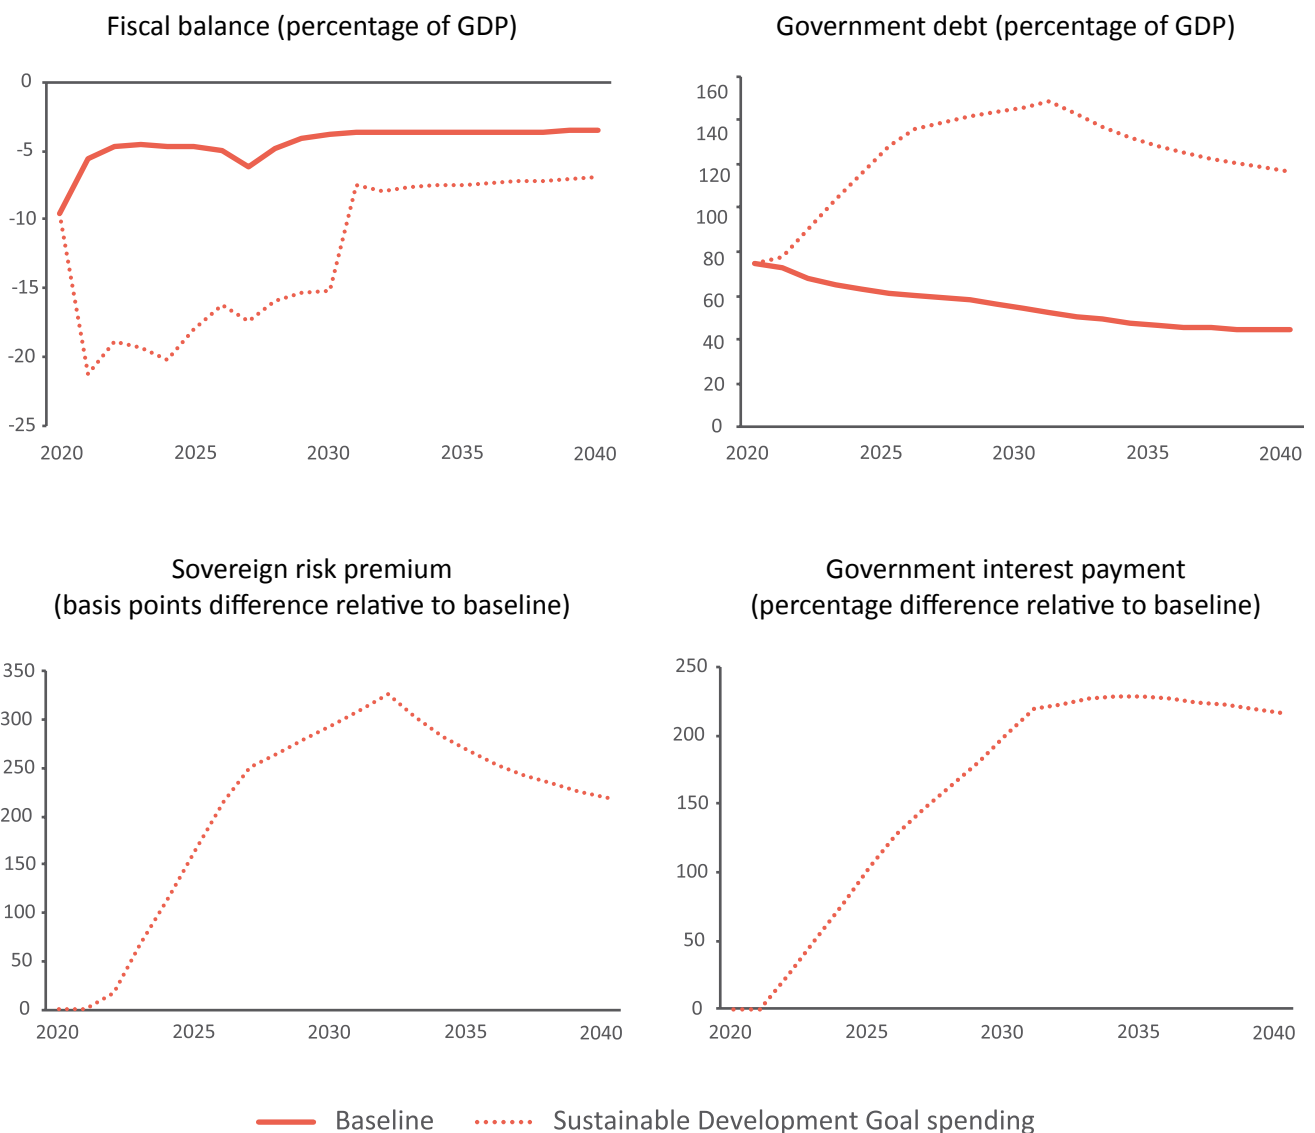 Fiscal balance (percentage of GDP)
0
-5
-10
-15
-20
-25
2020 2025 2030 2035 2040
Government debt (percentage of GDP)
160
140
120
100
80
60
40
20
0
2020 2025 2030 2035 2040
Sovereign risk premium
(basis points difference relative to baseline)
350
300
250
200
150
100
50
0
2020 2025 2030 2035 2040
Government interest payment
(percentage difference relative to baseline)
250
200
150
100
50
0
2020 2025 2030 2035 2040
Baseline Sustainable Development Goal spending